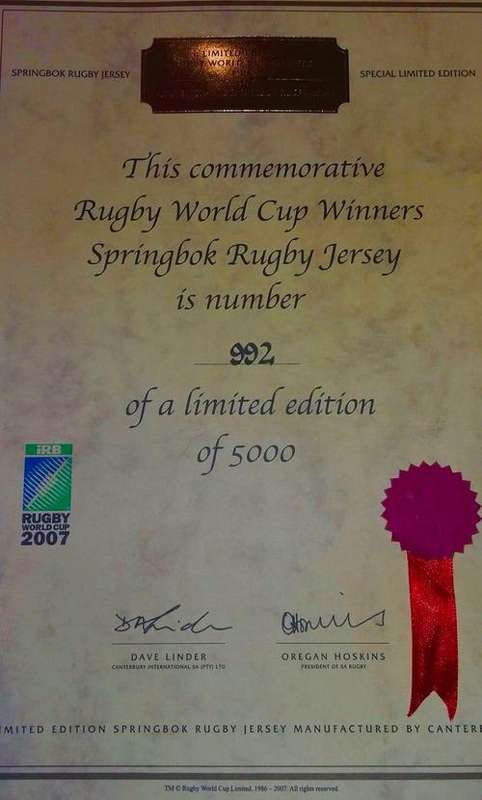 LIMITED
SPRINGBOK RUGBY JERSEY
SPECIAL LIMITED EDITION
This commemorative
Rugby World Cup Winners
Springbok Rugby Jersey
is number
992
of a limited edition
of 5000
iRB
RUGBY
WORLD CUP
2007
DAVE LINDER
CANTERBURY INTERNATIONAL SA (PTY) LTD
OREGAN HOSKINS
PRESIDENT OF SA RUGBY
IMITED EDITION SPRINGBOK RUGBY JERSEY MANUFACTURED BY CANTER
TM © Rugby World Cup Limited, 1986 – 2007. All rights reserved.